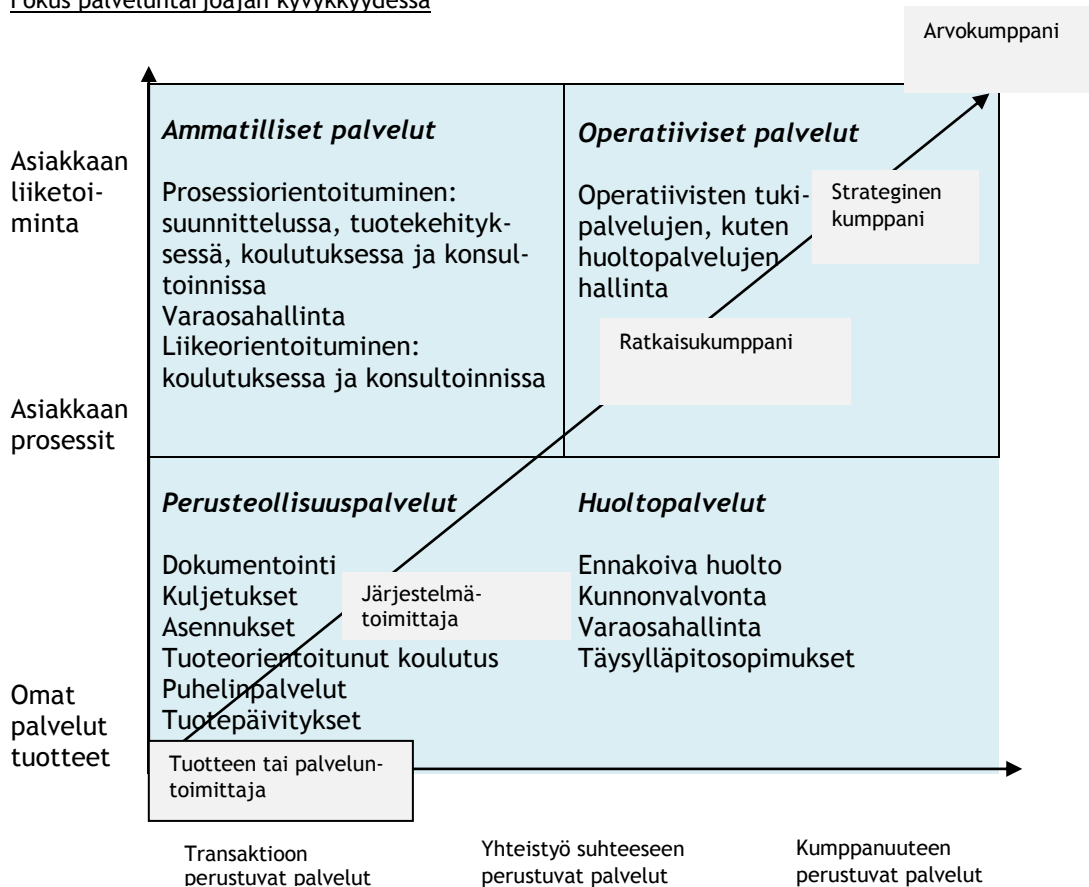 Fokus palveluntarjoajan kyvykkyydessä
Arvokumppani
Asiakkaan
liiketoi-
minta
Ammatilliset palvelut
Prosessiorientoituminen:
suunnittelussa, tuotekehityk-
sessä, koulutuksessa ja konsul-
toinnissa
Varaosahallinta
Liikeorientoituminen:
koulutuksessa ja konsultoinnissa
Operatiiviset palvelut
Operatiivisten tuki-
palvelujen, kuten
huoltopalvelujen
hallinta
Strateginen
kumppani
Ratkaisukumppani
Asiakkaan
prosessit
Perusteollisuuspalvelut
Dokumentointi
Kuljetukset
Asennukset
Tuoteorientoitunut koulutus
Puhelinpalvelut
Tuotepäivitykset
Järjestelmä-
toimittaja
Huoltopalvelut
Ennakoiva huolto
Kunnonvalvonta
Varaosahallinta
Täysylläpitosopimukset
Omat
palvelut
tuotteet
Tuotteen tai palvelun-
toimittaja
Transaktioon
perustuvat palvelut
Yhteistyö suhteeseen
perustuvat palvelut
Kumppanuuteen
perustuvat palvelut